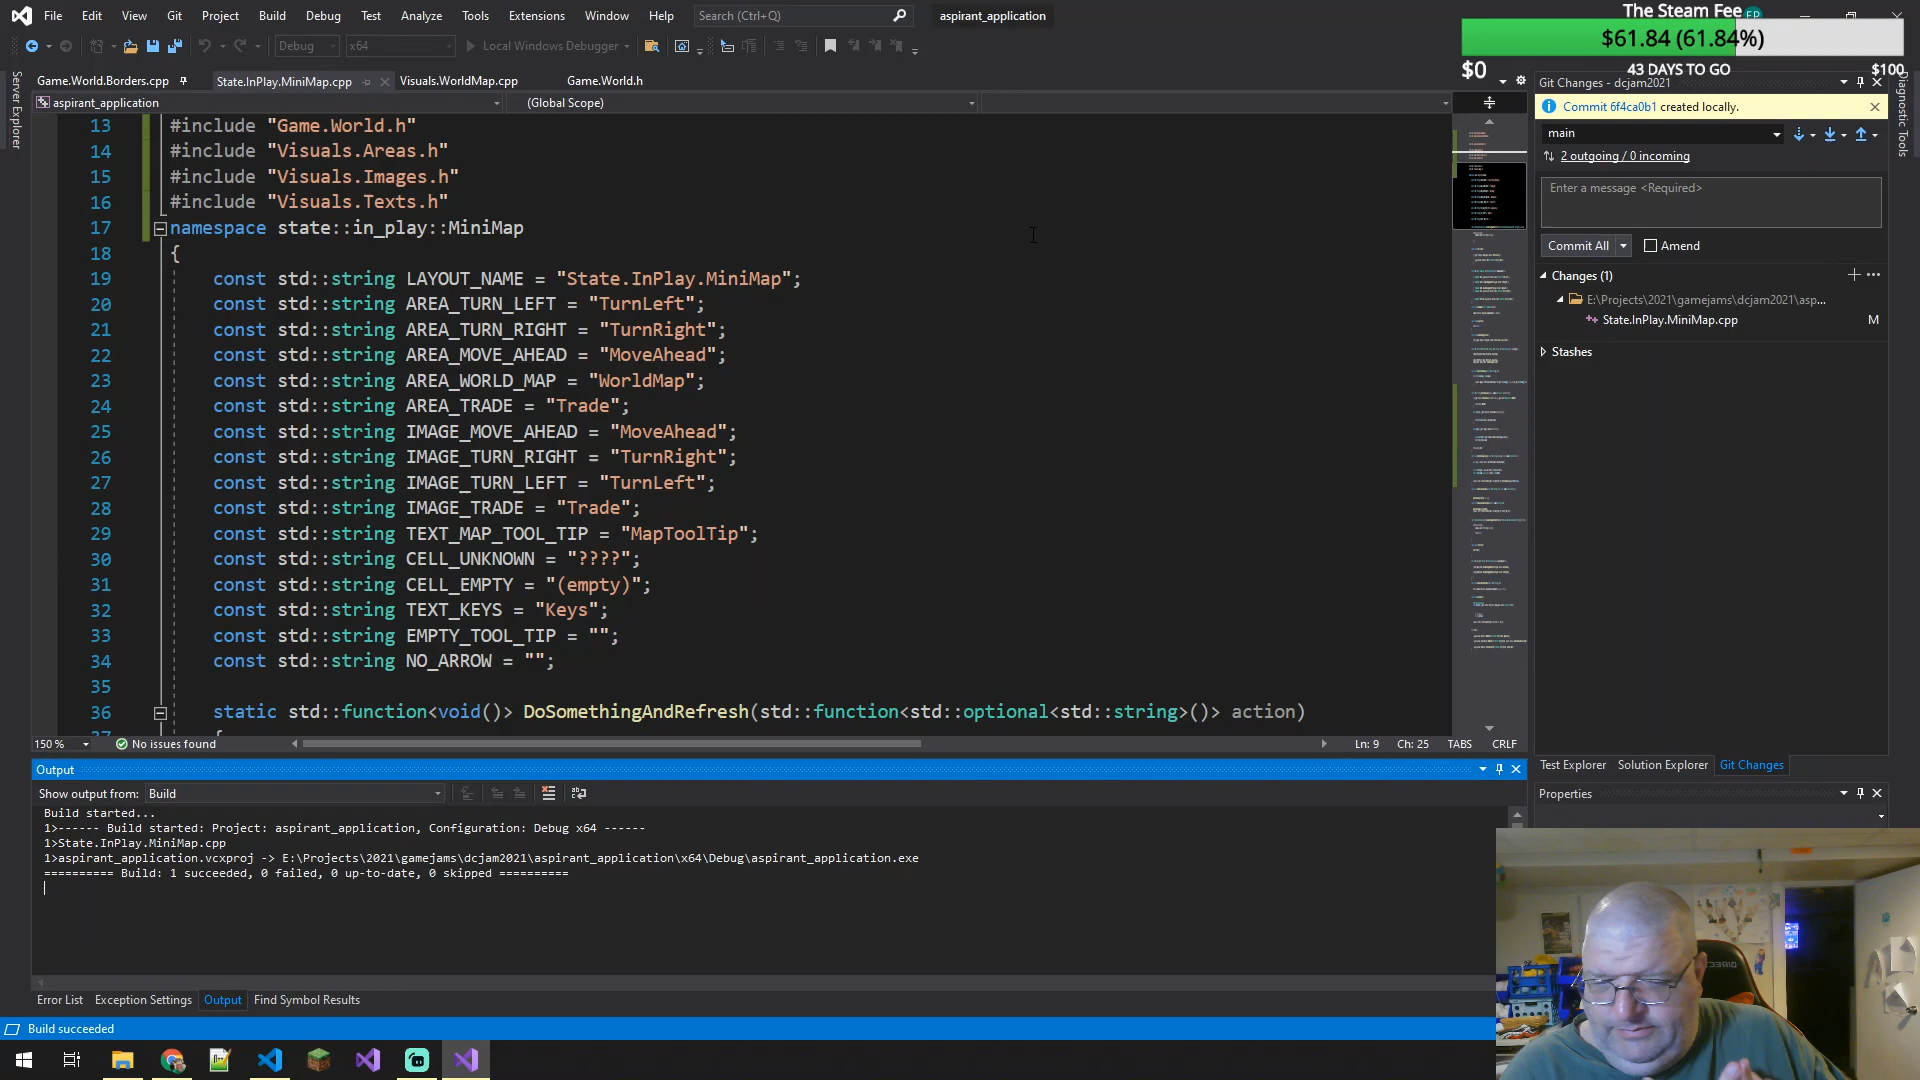 File Edit View Git Project Build Debug Test Analyze Tools Extensions Window Help Search (Ctrl+Q) aspirant_application
The Steam Fee
$61.84 (61.84%)
$0 43 DAYS TO GO $100
Debug x64 Local Windows Debugger
Game.World.Borders.cpp State.InPlay.MiniMap.cpp Visuals.WorldMap.cpp Game.World.h
aspirant_application (Global Scope)
Server Explorer
Diagnostic Tools
13 #include "Game.World.h"
14 #include "Visuals.Areas.h"
15 #include "Visuals.Images.h"
16 #include "Visuals.Texts.h"
17 namespace state::in_play::MiniMap
18 {
19 const std::string LAYOUT_NAME = "State.InPlay.MiniMap";
20 const std::string AREA_TURN_LEFT = "TurnLeft";
21 const std::string AREA_TURN_RIGHT = "TurnRight";
22 const std::string AREA_MOVE_AHEAD = "MoveAhead";
23 const std::string AREA_WORLD_MAP = "WorldMap";
24 const std::string AREA_TRADE = "Trade";
25 const std::string IMAGE_MOVE_AHEAD = "MoveAhead";
26 const std::string IMAGE_TURN_RIGHT = "TurnRight";
27 const std::string IMAGE_TURN_LEFT = "TurnLeft";
28 const std::string IMAGE_TRADE = "Trade";
29 const std::string TEXT_MAP_TOOL_TIP = "MapToolTip";
30 const std::string CELL_UNKNOWN = "????";
31 const std::string CELL_EMPTY = "(empty)";
32 const std::string TEXT_KEYS = "Keys";
33 const std::string EMPTY_TOOL_TIP = "";
34 const std::string NO_ARROW = "";
35
36 static std::function<void()> DoSomethingAndRefresh(std::function<std::optional<std::string>()> action)
150 % No issues found Ln: 9 Ch: 25 TABS CRLF
Git Changes - dcjam2021
Commit 6f4ca0b1 created locally.
main
2 outgoing / 0 incoming
Enter a message <Required>
Commit All Amend
Changes (1)
E:\Projects\2021\gamejams\dcjam2021\asp...
State.InPlay.MiniMap.cpp M
Stashes
Test Explorer Solution Explorer Git Changes
Properties
Output
Show output from: Build
Build started...
1>------ Build started: Project: aspirant_application, Configuration: Debug x64 ------
1>State.InPlay.MiniMap.cpp
1>aspirant_application.vcxproj -> E:\Projects\2021\gamejams\dcjam2021\aspirant_application\x64\Debug\aspirant_application.exe
========== Build: 1 succeeded, 0 failed, 0 up-to-date, 0 skipped ==========
Error List Exception Settings Output Find Symbol Results
Build succeeded